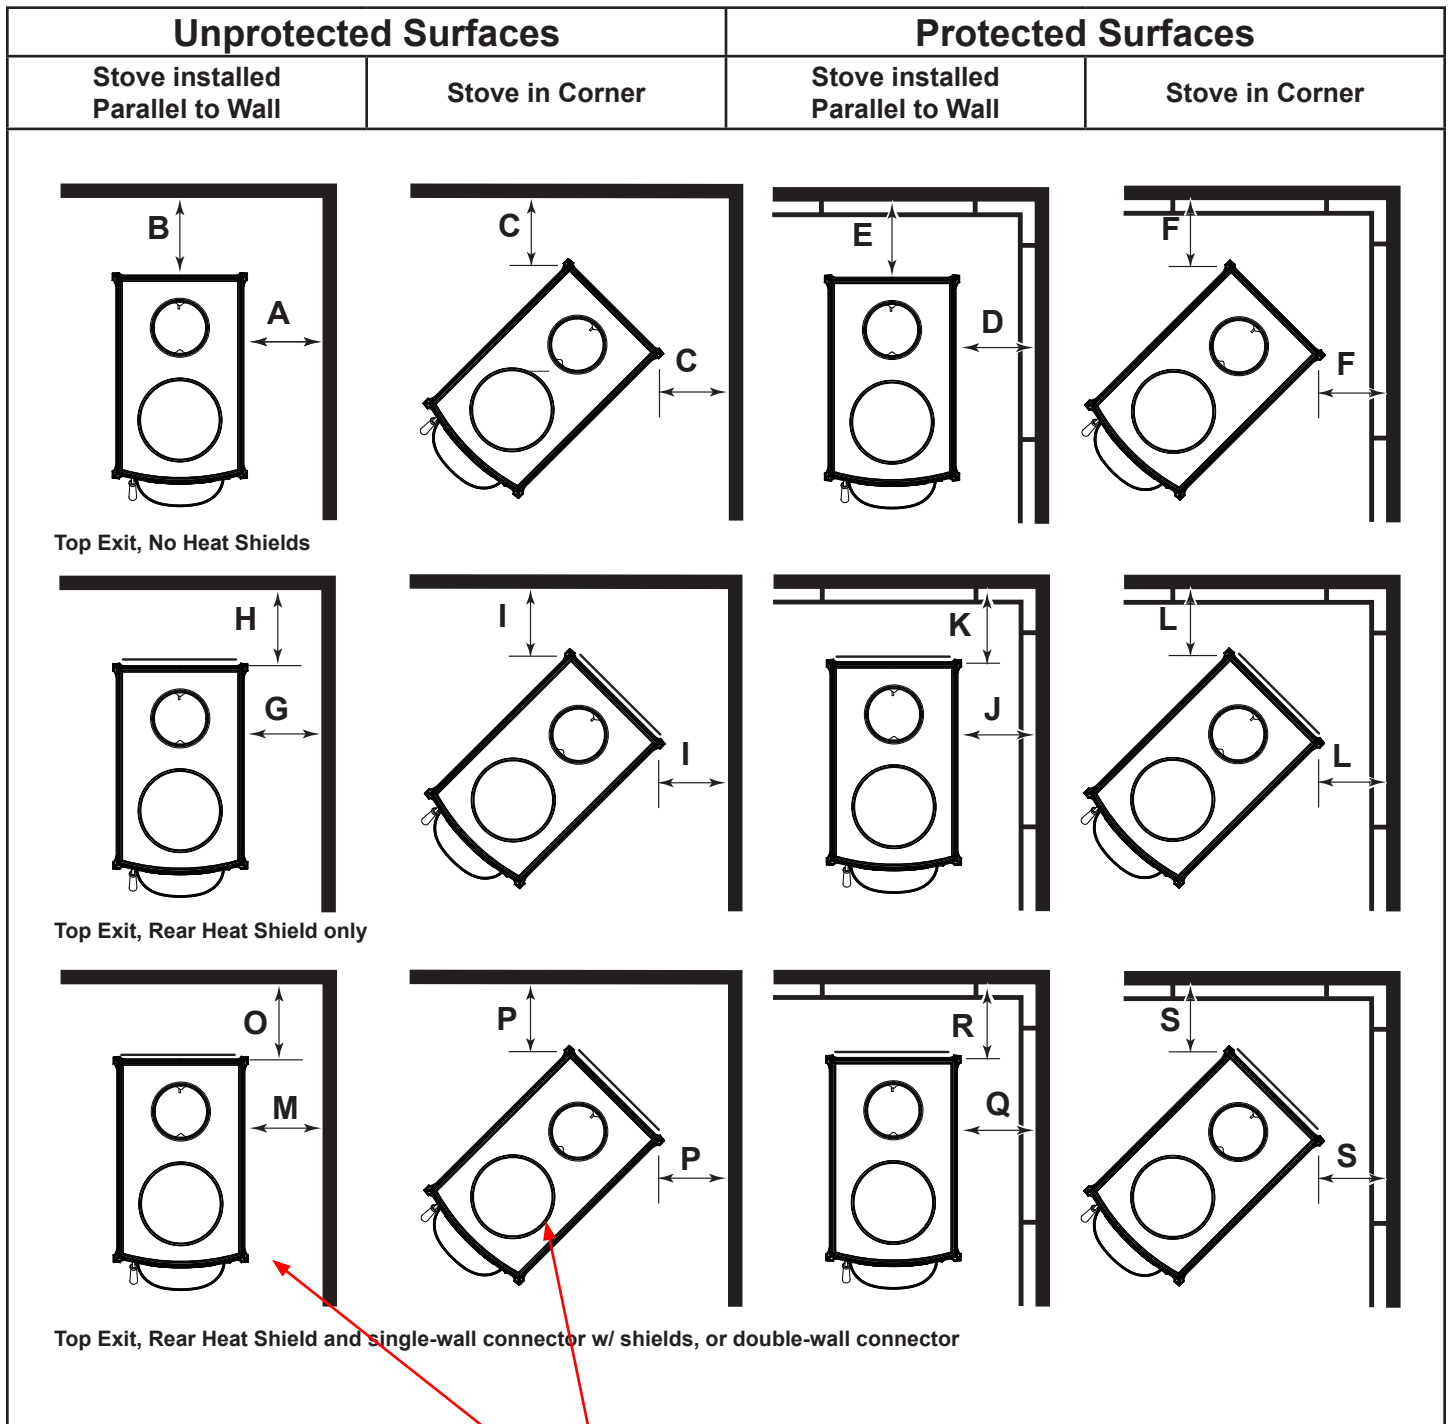 Unprotected Surfaces
Protected Surfaces
Stove installed
Parallel to Wall
Stove in Corner
Stove installed
Parallel to Wall
Stove in Corner
B
A
C
C
E
D
F
F
Top Exit, No Heat Shields
H
G
I
I
K
J
L
L
Top Exit, Rear Heat Shield only
O
M
P
P
R
Q
S
S
Top Exit, Rear Heat Shield and single-wall connector w/ shields, or double-wall connector